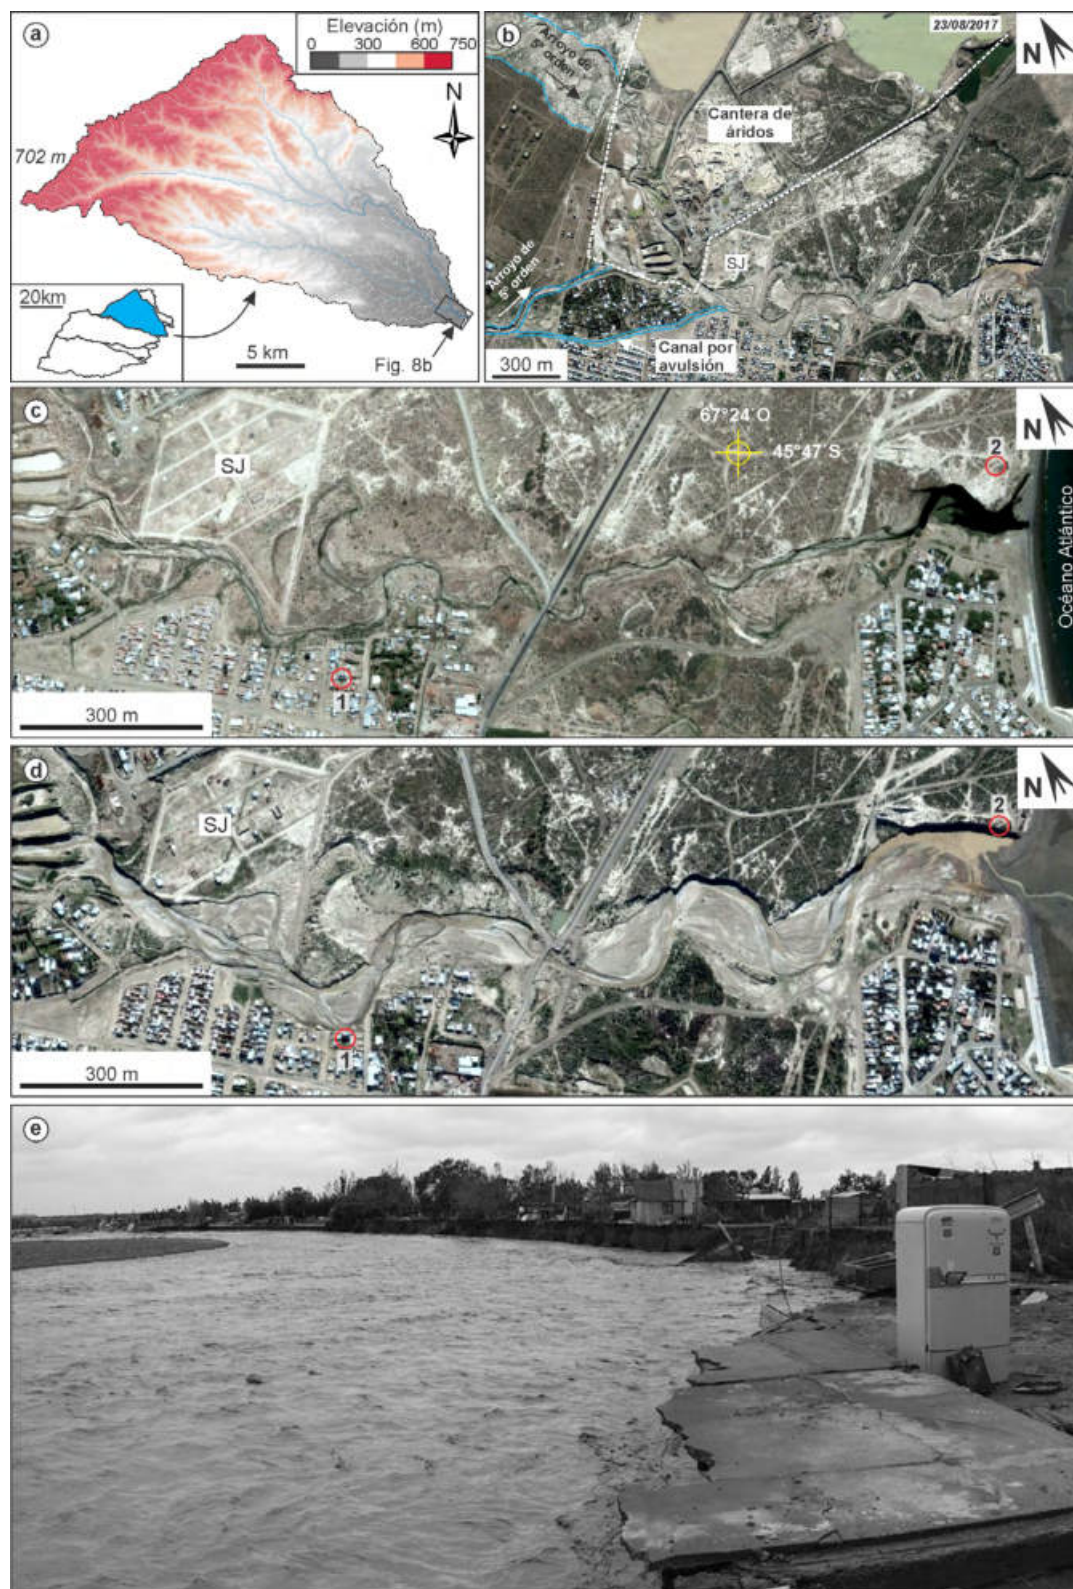 a
Elevación (m)
0 300 600 750
N
702 m
20km
5 km
Fig. 8b
b
23/08/2017
N
Arroyo de
5º orden
Cantera de
áridos
SJ
Arroyo de
5º orden
Canal por
avulsión
300 m
c
67°24´O
45°47´S
N
SJ
2
1
Océano Atlántico
300 m
d
N
SJ
2
1
300 m
e